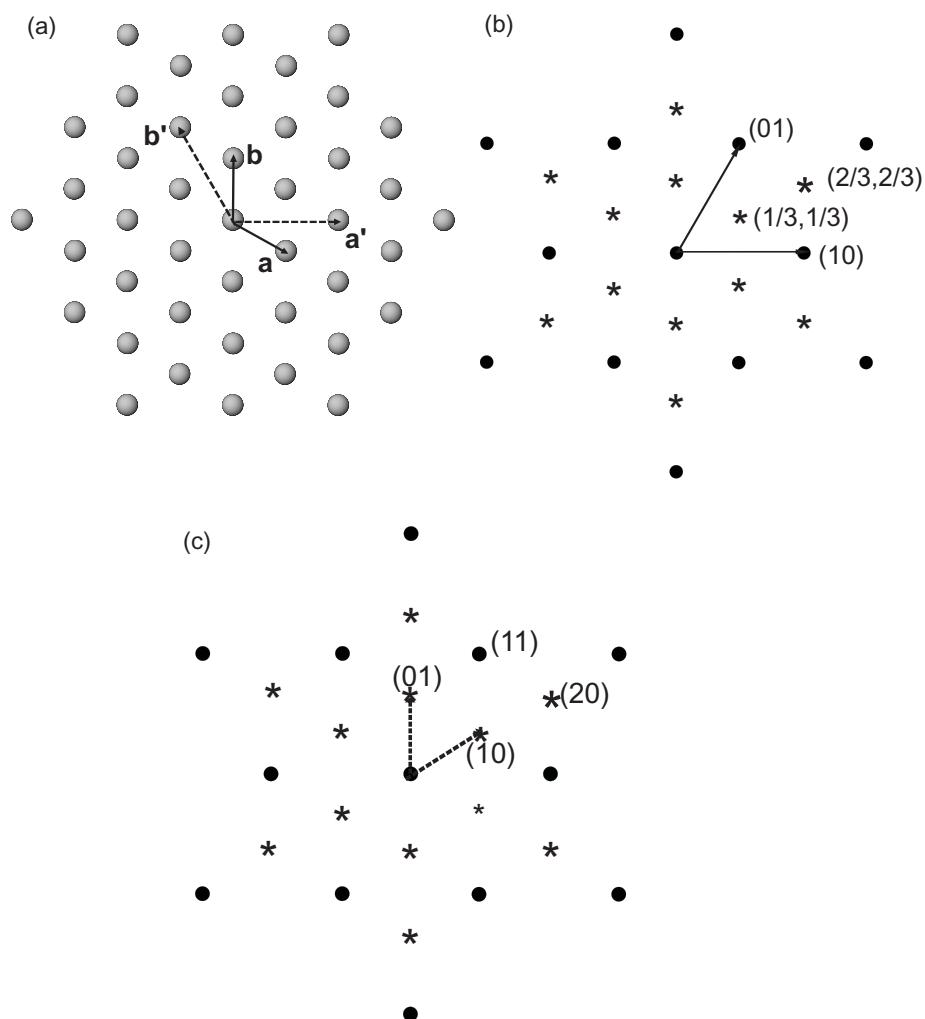 (a)
b'
b
a'
a
(b)
(01)
(2/3,2/3)
(1/3,1/3)
(10)
(c)
(11)
(01)
(20)
(10)